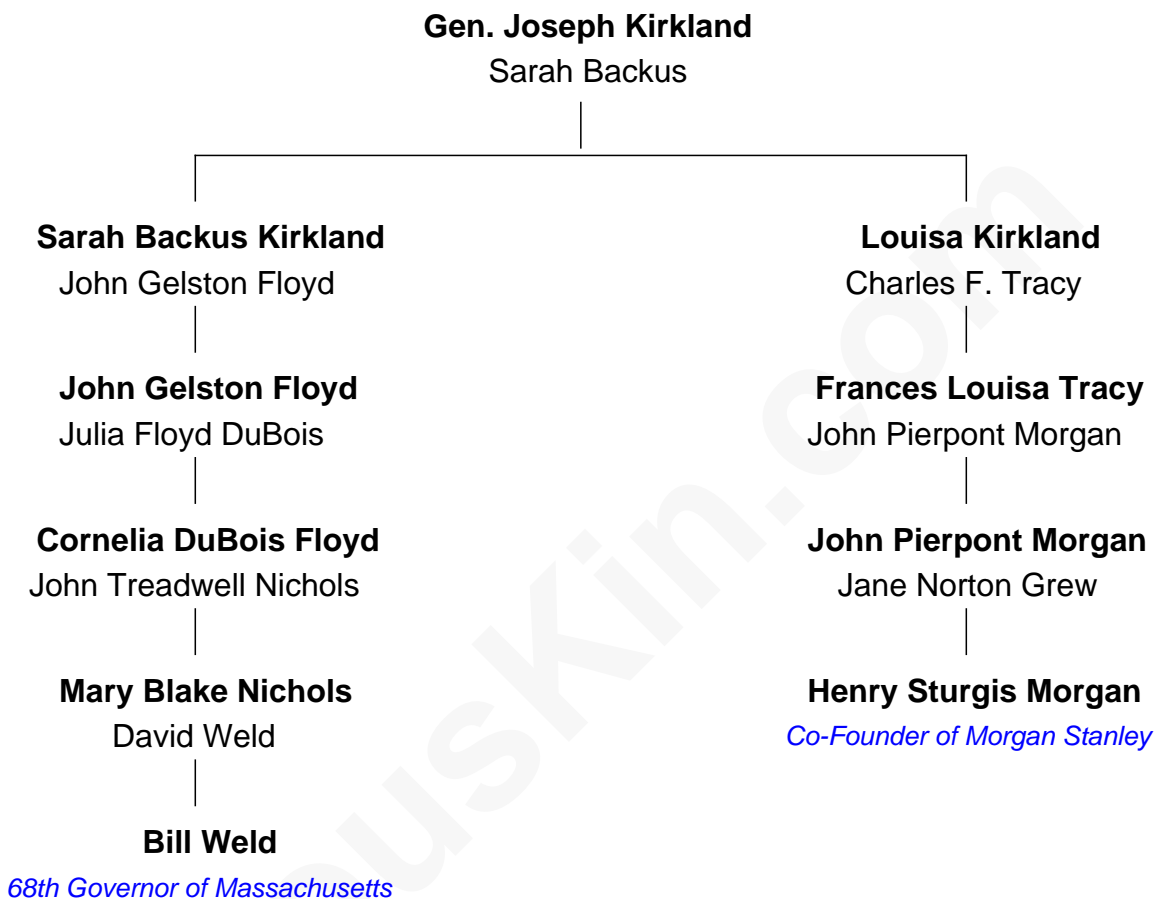 Gen. Joseph Kirkland
Sarah Backus
Sarah Backus Kirkland
John Gelston Floyd
Louisa Kirkland
Charles F. Tracy
John Gelston Floyd
Julia Floyd DuBois
Frances Louisa Tracy
John Pierpont Morgan
Cornelia DuBois Floyd
John Treadwell Nichols
John Pierpont Morgan
Jane Norton Grew
Mary Blake Nichols
David Weld
Henry Sturgis Morgan
Co-Founder of Morgan Stanley
Bill Weld
68th Governor of Massachusetts
ousKin.com